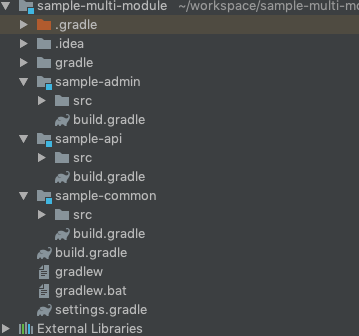 sample-multi-module ~/workspace/sample-multi-mo
.gradle
.idea
gradle
sample-admin
src
build.gradle
sample-api
src
build.gradle
sample-common
src
build.gradle
build.gradle
gradlew
gradlew.bat
settings.gradle
External Libraries